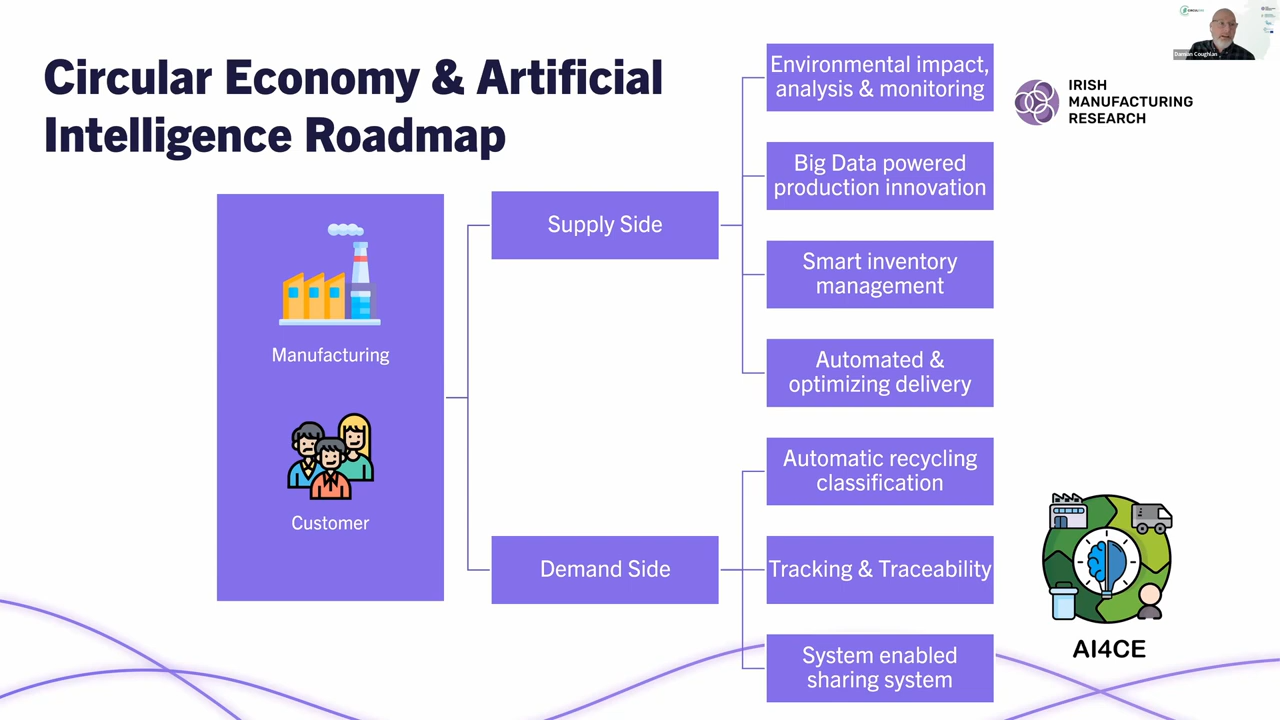 Circular Economy & Artificial
Intelligence Roadmap
Manufacturing
Customer
Supply Side
Demand Side
Environmental impact,
analysis & monitoring
Big Data powered
production innovation
Smart inventory
management
Automated &
optimizing delivery
Automatic recycling
classification
Tracking & Traceability
System enabled
sharing system
IRISH
MANUFACTURING
RESEARCH
AI4CE
Damian Coughlan